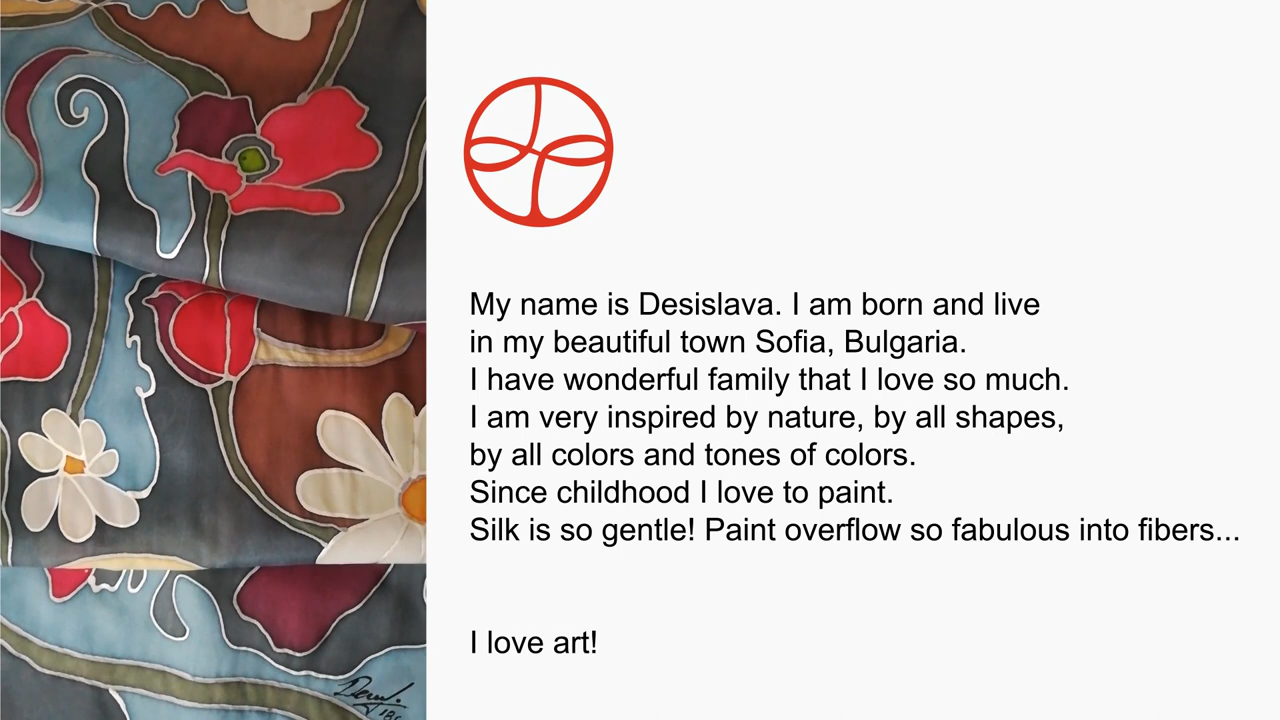 My name is Desislava. I am born and live
in my beautiful town Sofia, Bulgaria.
I have wonderful family that I love so much.
I am very inspired by nature, by all shapes,
by all colors and tones of colors.
Since childhood I love to paint.
Silk is so gentle! Paint overflow so fabulous into fibers...
I love art!